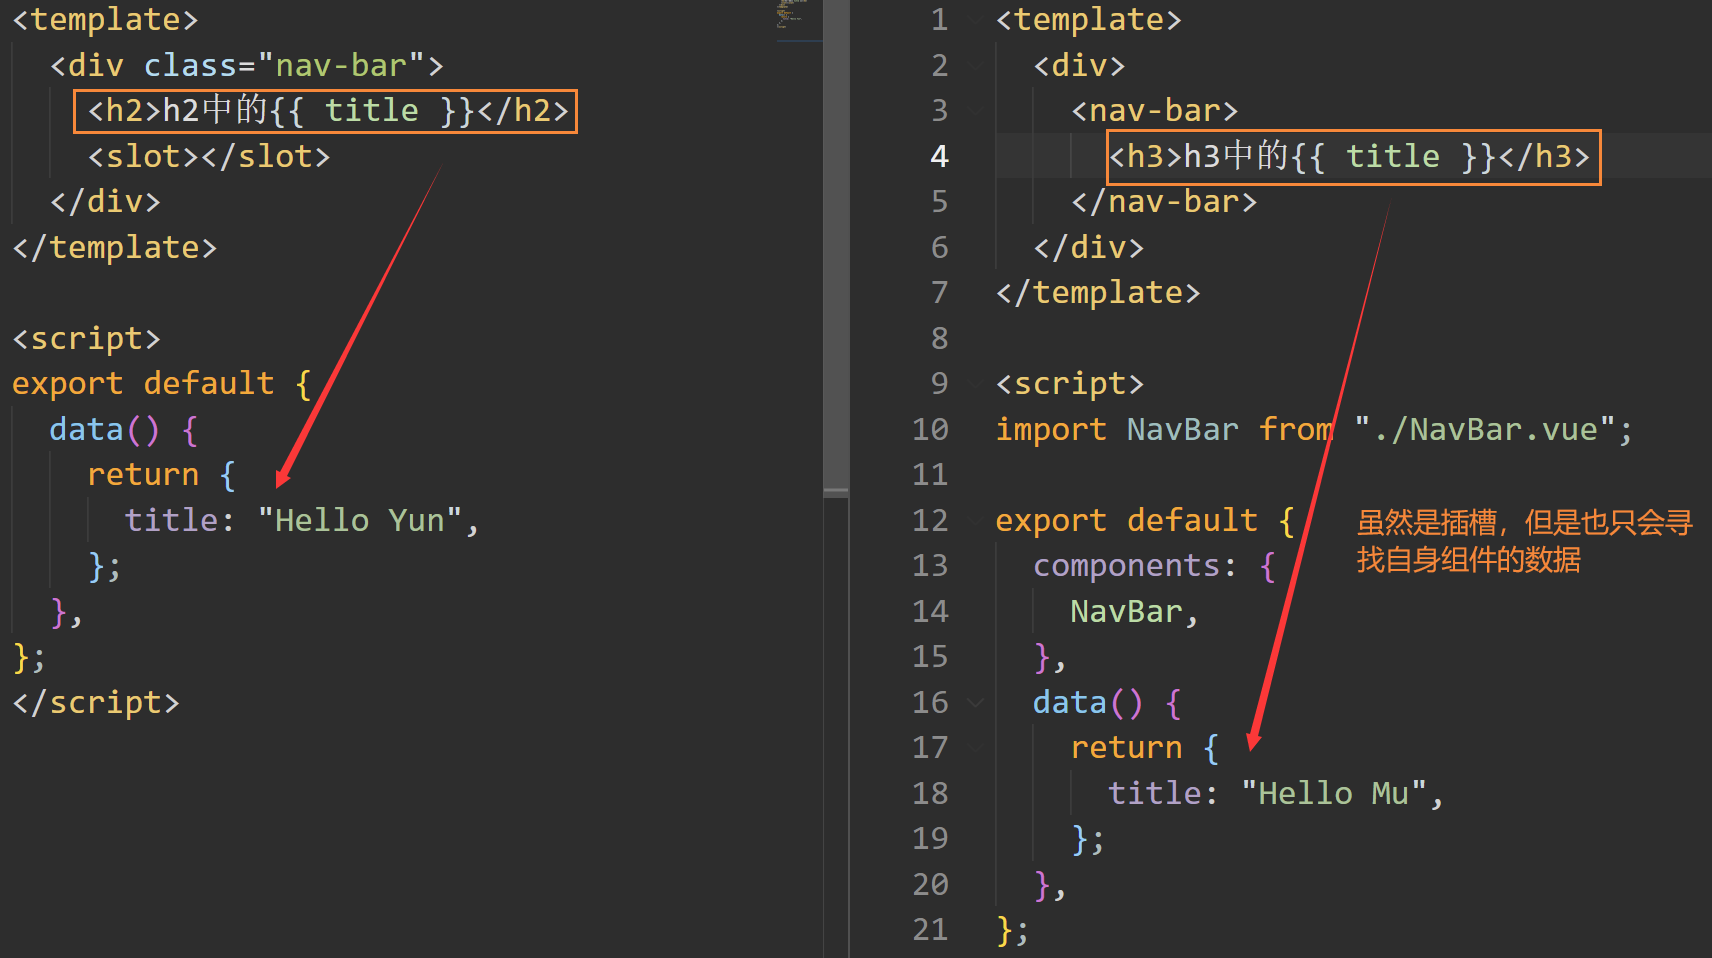 <template>
  <div class="nav-bar">
    <h2>h2中的{{ title }}</h2>
    <slot></slot>
  </div>
</template>

<script>
export default {
  data() {
    return {
      title: "Hello Yun",
    };
  },
};
</script>
1 <template>
2   <div>
3     <nav-bar>
4       <h3>h3中的{{ title }}</h3>
5     </nav-bar>
6   </div>
7 </template>
8
9 <script>
10 import NavBar from "./NavBar.vue";
11
12 export default {
13   components: {
14     NavBar,
15   },
16   data() {
17     return {
18       title: "Hello Mu",
19     };
20   },
21 };
虽然是插槽，但是也只会寻
找自身组件的数据